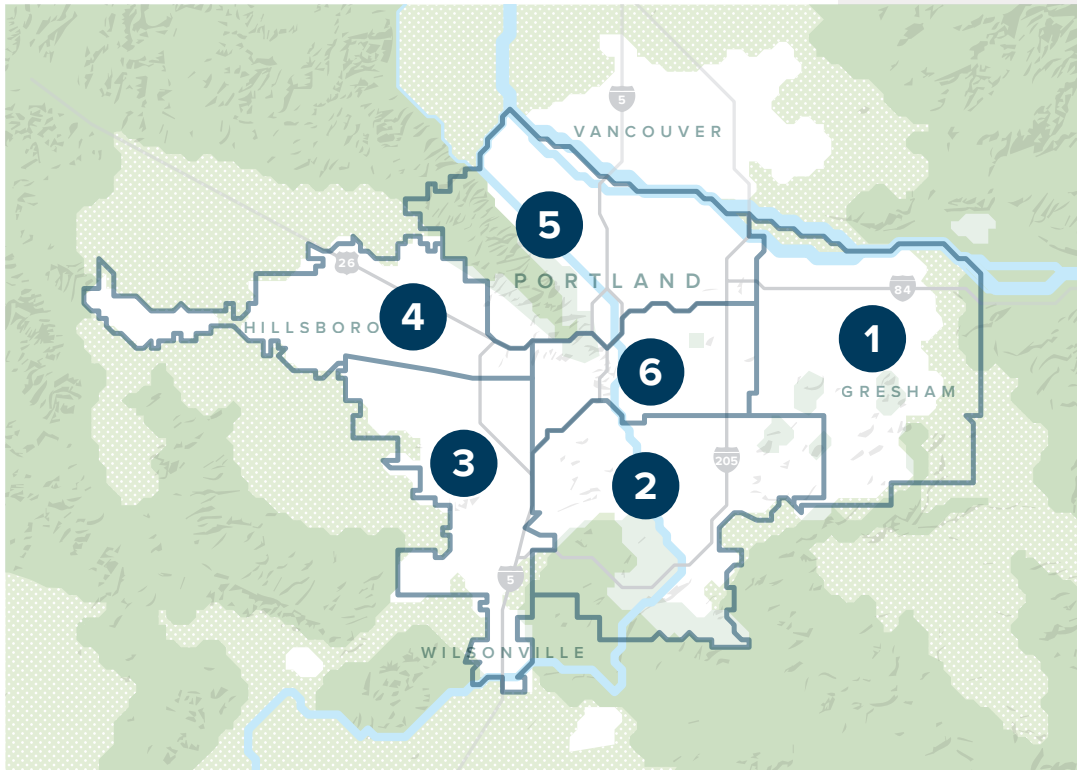 5
VANCOUVER
5
26
PORTLAND
84
HILLSBORO
4
1
6
GRESHAM
3
205
2
5
WILSONVILLE